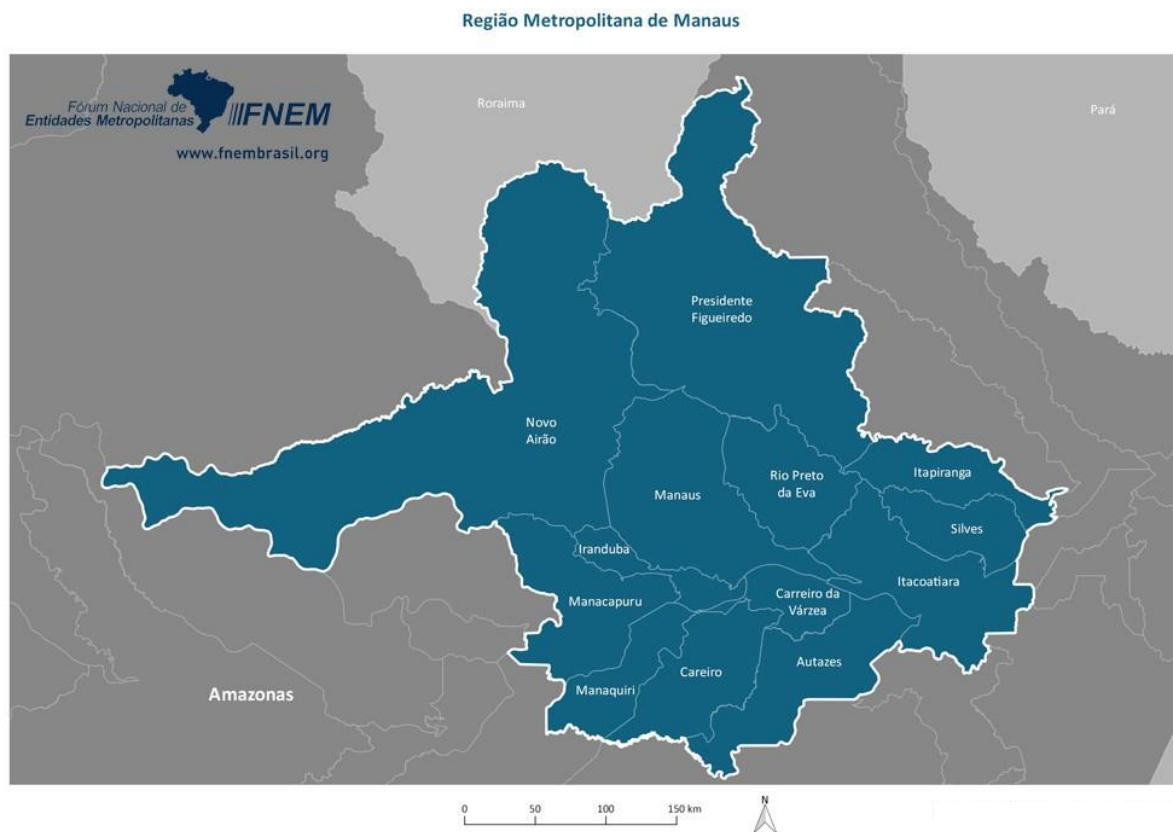 Região Metropolitana de Manaus
Fórum Nacional de
Entidades Metropolitanas
FNEM
www.fnembrasil.org
Roraima
Pará
Presidente
Figueiredo
Novo
Airão
Itapiranga
Rio Preto
da Eva
Manaus
Silves
Iranduba
Itacoatiara
Manacapuru
Carreiro da
Várzea
Autazes
Careiro
Manaquiri
Amazonas
0 50 100 150 km
N